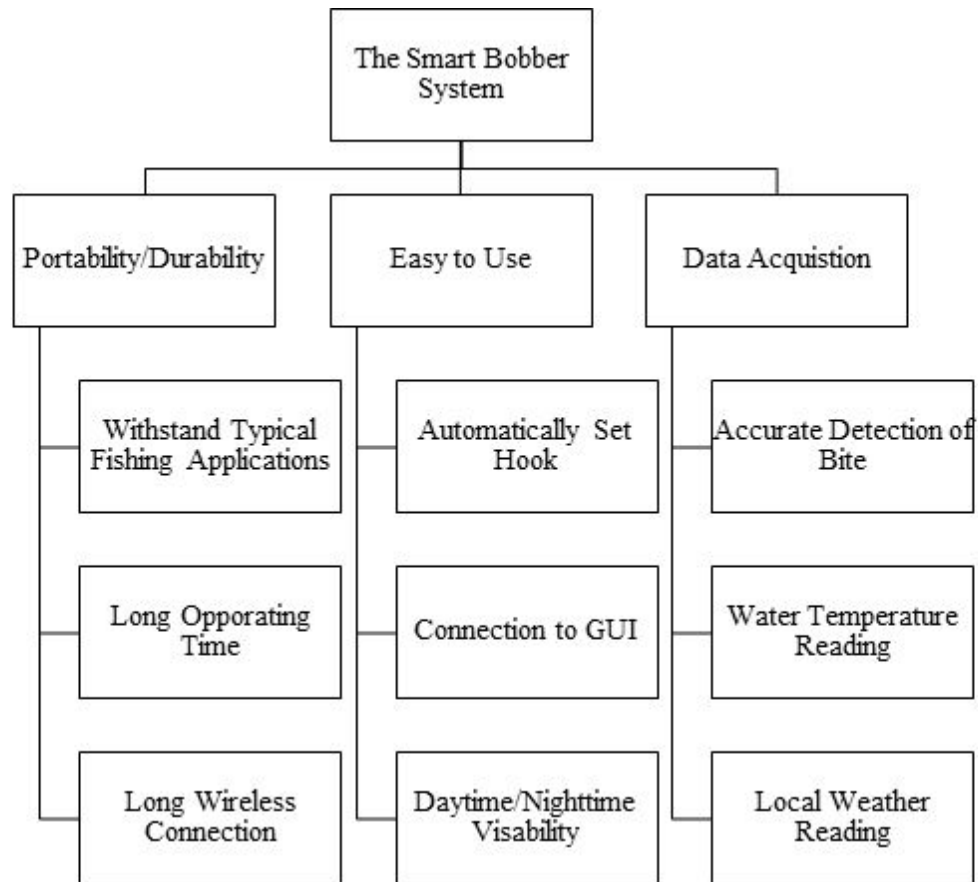 The Smart Bobber
System
Portability/Durability
Easy to Use
Data Acquistion
Withstand Typical
Fishing Applications
Automatically Set
Hook
Accurate Detection of
Bite
Long Opporating
Time
Connection to GUI
Water Temperature
Reading
Long Wireless
Connection
Daytime/Nighttime
Visability
Local Weather
Reading